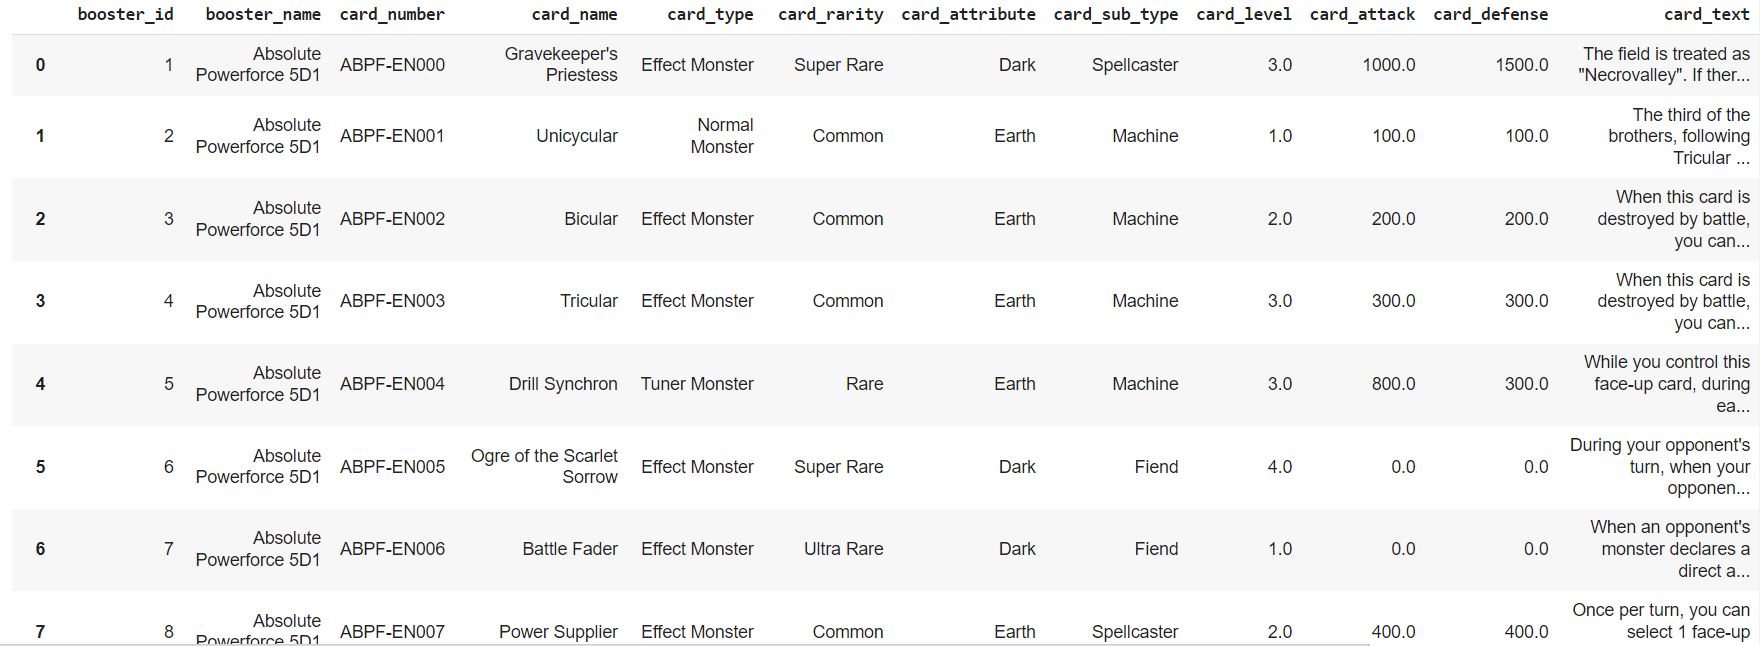 booster_id booster_name card_number card_name card_type card_rarity card_attribute card_sub_type card_level card_attack card_defense card_text
0 1 Absolute Powerforce 5D1 ABPF-EN000 Gravekeeper's Priestess Effect Monster Super Rare Dark Spellcaster 3.0 1000.0 1500.0 The field is treated as "Necrovalley". If ther...
1 2 Absolute Powerforce 5D1 ABPF-EN001 Unicycular Normal Monster Common Earth Machine 1.0 100.0 100.0 The third of the brothers, following Tricular ...
2 3 Absolute Powerforce 5D1 ABPF-EN002 Bicular Effect Monster Common Earth Machine 2.0 200.0 200.0 When this card is destroyed by battle, you can...
3 4 Absolute Powerforce 5D1 ABPF-EN003 Tricular Effect Monster Common Earth Machine 3.0 300.0 300.0 When this card is destroyed by battle, you can...
4 5 Absolute Powerforce 5D1 ABPF-EN004 Drill Synchron Tuner Monster Rare Earth Machine 3.0 800.0 300.0 While you control this face-up card, during ea...
5 6 Absolute Powerforce 5D1 ABPF-EN005 Ogre of the Scarlet Sorrow Effect Monster Super Rare Dark Fiend 4.0 0.0 0.0 During your opponent's turn, when your opponen...
6 7 Absolute Powerforce 5D1 ABPF-EN006 Battle Fader Effect Monster Ultra Rare Dark Fiend 1.0 0.0 0.0 When an opponent's monster declares a direct a...
7 8 Absolute Powerforce 5D1 ABPF-EN007 Power Supplier Effect Monster Common Earth Spellcaster 2.0 400.0 400.0 Once per turn, you can select 1 face-up